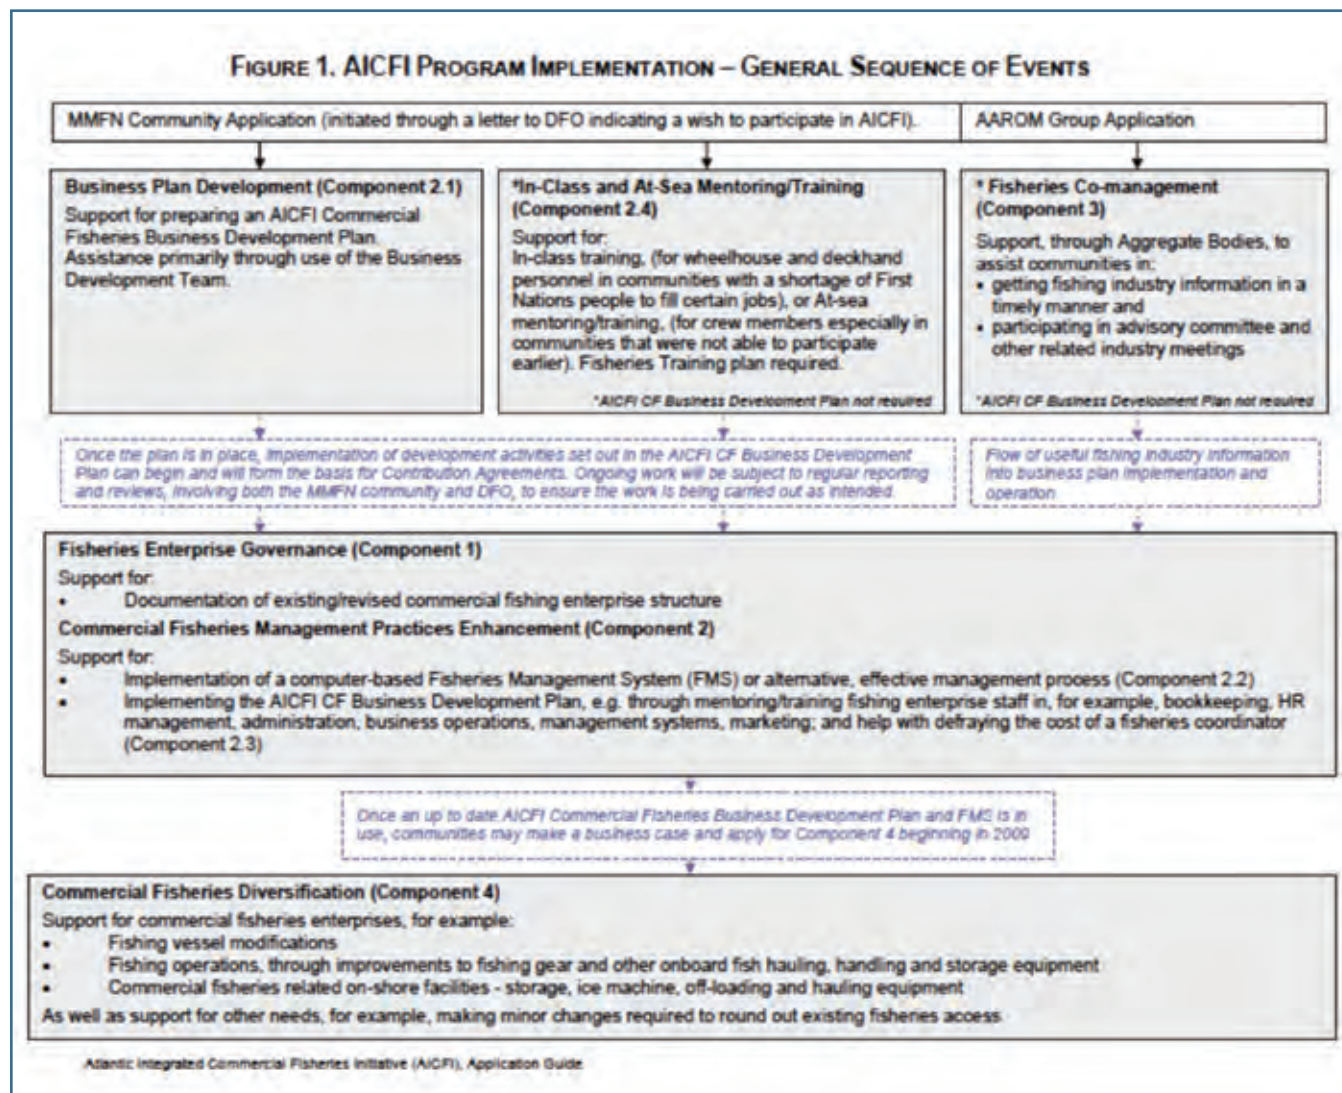 FIGURE 1. AICFI PROGRAM IMPLEMENTATION – GENERAL SEQUENCE OF EVENTS
MMFN Community Application (initiated through a letter to DFO indicating a wish to participate in AICFI).
AAROM Group Application
Business Plan Development (Component 2.1)
Support for preparing an AICFI Commercial
Fisheries Business Development Plan.
Assistance primarily through use of the Business
Development Team.
*In-Class and At-Sea Mentoring/Training
(Component 2.4)
Support for:
In-class training, (for wheelhouse and deckhand
personnel in communities with a shortage of First
Nations people to fill certain jobs), or At-sea
mentoring/training, (for crew members especially in
communities that were not able to participate
earlier). Fisheries Training plan required.
*AICFI CF Business Development Plan not required
* Fisheries Co-management
(Component 3)
Support, through Aggregate Bodies, to
assist communities in:
• getting fishing industry information in a
timely manner and
• participating in advisory committee and
other related industry meetings
*AICFI CF Business Development Plan not required
Once the plan is in place, implementation of development activities set out in the AICFI CF Business Development
Plan can begin and will form the basis for Contribution Agreements. Ongoing work will be subject to regular reporting
and reviews, involving both the MMFN community and DFO, to ensure the work is being carried out as intended.
Flow of useful fishing industry information
into business plan implementation and
operation
Fisheries Enterprise Governance (Component 1)
Support for:
• Documentation of existing/revised commercial fishing enterprise structure
Commercial Fisheries Management Practices Enhancement (Component 2)
Support for:
• Implementation of a computer-based Fisheries Management System (FMS) or alternative, effective management process (Component 2.2)
• Implementing the AICFI CF Business Development Plan, e.g. through mentoring/training fishing enterprise staff in, for example, bookkeeping, HR
management, administration, business operations, management systems, marketing; and help with defraying the cost of a fisheries coordinator
(Component 2.3)
Once an up to date AICFI Commercial Fisheries Business Development Plan and FMS is in
use, communities may make a business case and apply for Component 4 beginning in 2009
Commercial Fisheries Diversification (Component 4)
Support for commercial fisheries enterprises, for example:
• Fishing vessel modifications
• Fishing operations, through improvements to fishing gear and other onboard fish hauling, handling and storage equipment
• Commercial fisheries related on-shore facilities - storage, ice machine, off-loading and hauling equipment
As well as support for other needs, for example, making minor changes required to round out existing fisheries access
Atlantic Integrated Commercial Fisheries Initiative (AICFI), Application Guide